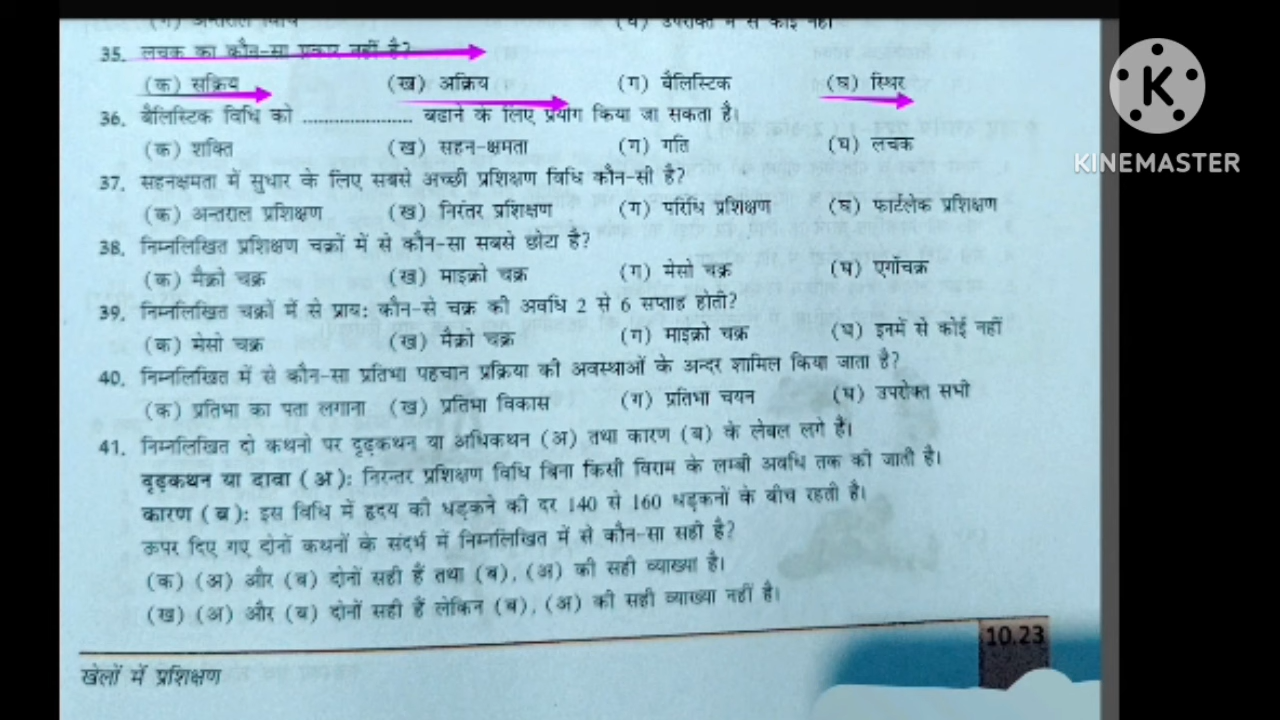 (ग) अन्तराल विधि (घ) उपरोक्त में से कोई नहीं
35. लचक का कौन-सा प्रकार नहीं है?
(क) सक्रिय (ख) अक्रिय (ग) बैलिस्टिक (घ) स्थिर
36. बैलिस्टिक विधि को ...................... बढाने के लिए प्रयोग किया जा सकता है।
(क) शक्ति (ख) सहन-क्षमता (ग) गति (घ) लचक
37. सहनक्षमता में सुधार के लिए सबसे अच्छी प्रशिक्षण विधि कौन-सी है?
(क) अन्तराल प्रशिक्षण (ख) निरंतर प्रशिक्षण (ग) परिधि प्रशिक्षण (घ) फार्टलेक प्रशिक्षण
38. निम्नलिखित प्रशिक्षण चक्रों में से कौन-सा सबसे छोटा है?
(क) मैक्रो चक्र (ख) माइक्रो चक्र (ग) मेसो चक्र (घ) एर्गोचक्र
39. निम्नलिखित चक्रों में से प्राय: कौन-से चक्र की अवधि 2 से 6 सप्ताह होती?
(क) मेसो चक्र (ख) मैक्रो चक्र (ग) माइक्रो चक्र (घ) इनमें से कोई नहीं
40. निम्नलिखित में से कौन-सा प्रतिभा पहचान प्रक्रिया की अवस्थाओं के अन्दर शामिल किया जाता है?
(क) प्रतिभा का पता लगाना (ख) प्रतिभा विकास (ग) प्रतिभा चयन (घ) उपरोक्त सभी
41. निम्नलिखित दो कथनो पर दृढ़कथन या अधिकथन (अ) तथा कारण (ब) के लेबल लगे हैं।
दृढ़कथन या दावा (अ): निरन्तर प्रशिक्षण विधि बिना किसी विराम के लम्बी अवधि तक की जाती है।
कारण (ब): इस विधि में हृदय की धड़कने की दर 140 से 160 धड़कनों के बीच रहती है।
ऊपर दिए गए दोनों कथनों के संदर्भ में निम्नलिखित में से कौन-सा सही है?
(क) (अ) और (ब) दोनों सही हैं तथा (ब), (अ) की सही व्याख्या है।
(ख) (अ) और (ब) दोनों सही हैं लेकिन (ब), (अ) की सही व्याख्या नहीं है।
खेलों में प्रशिक्षण
10.23
K
KINEMASTER